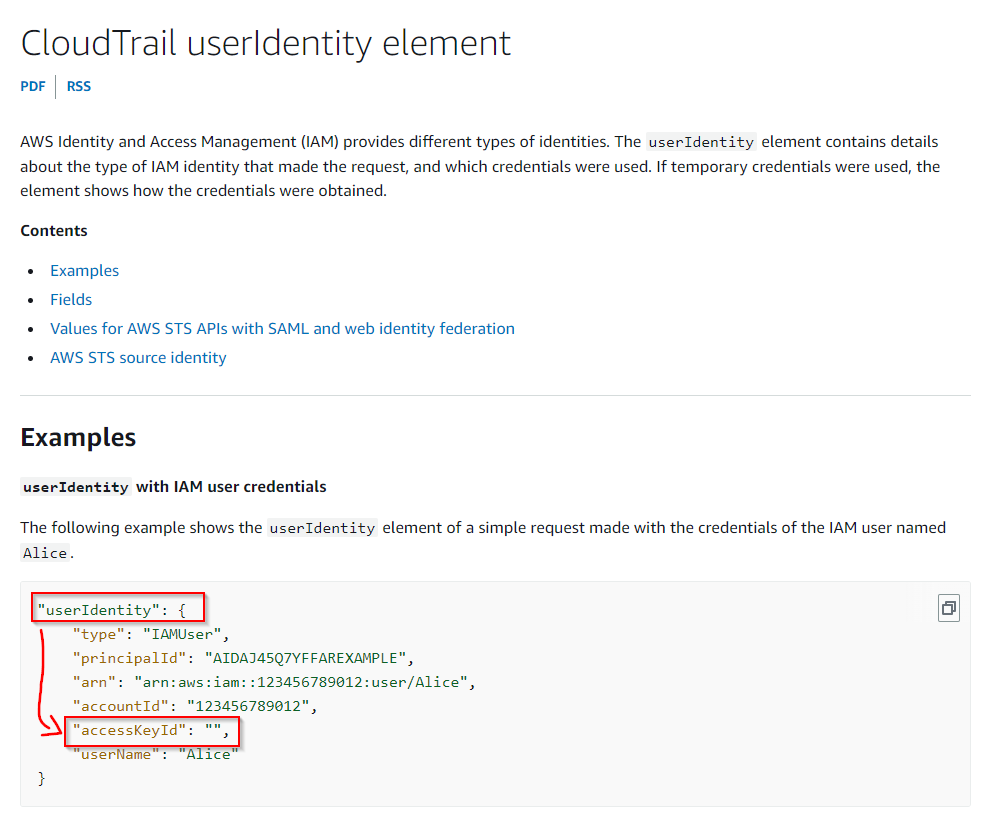 CloudTrail userIdentity element
PDF RSS
AWS Identity and Access Management (IAM) provides different types of identities. The userIdentity element contains details
about the type of IAM identity that made the request, and which credentials were used. If temporary credentials were used, the
element shows how the credentials were obtained.
Contents
Examples
Fields
Values for AWS STS APIs with SAML and web identity federation
AWS STS source identity
Examples
userIdentity with IAM user credentials
The following example shows the userIdentity element of a simple request made with the credentials of the IAM user named
Alice.
"userIdentity": {
"type": "IAMUser",
"principalId": "AIDAJ45Q7YFFAREXAMPLE",
"arn": "arn:aws:iam::123456789012:user/Alice",
"accountId": "123456789012",
"accessKeyId": "",
"userName": "Alice"
}